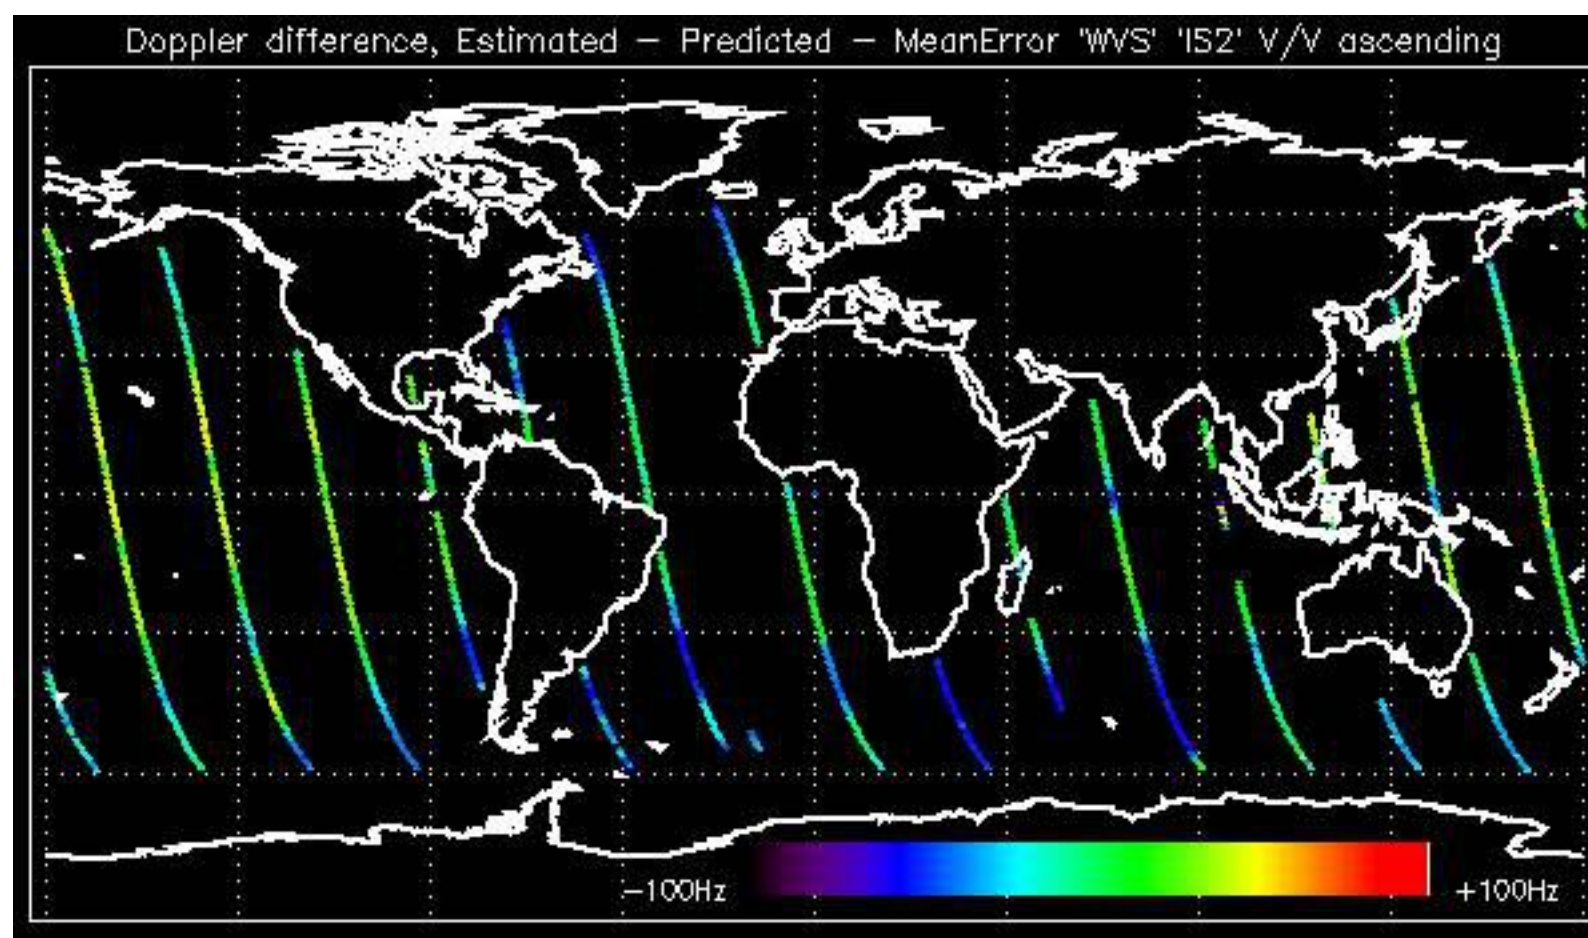 Doppler difference, Estimated – Predicted – MeanError 'WVS' 'IS2' V/V ascending
–100Hz +100Hz